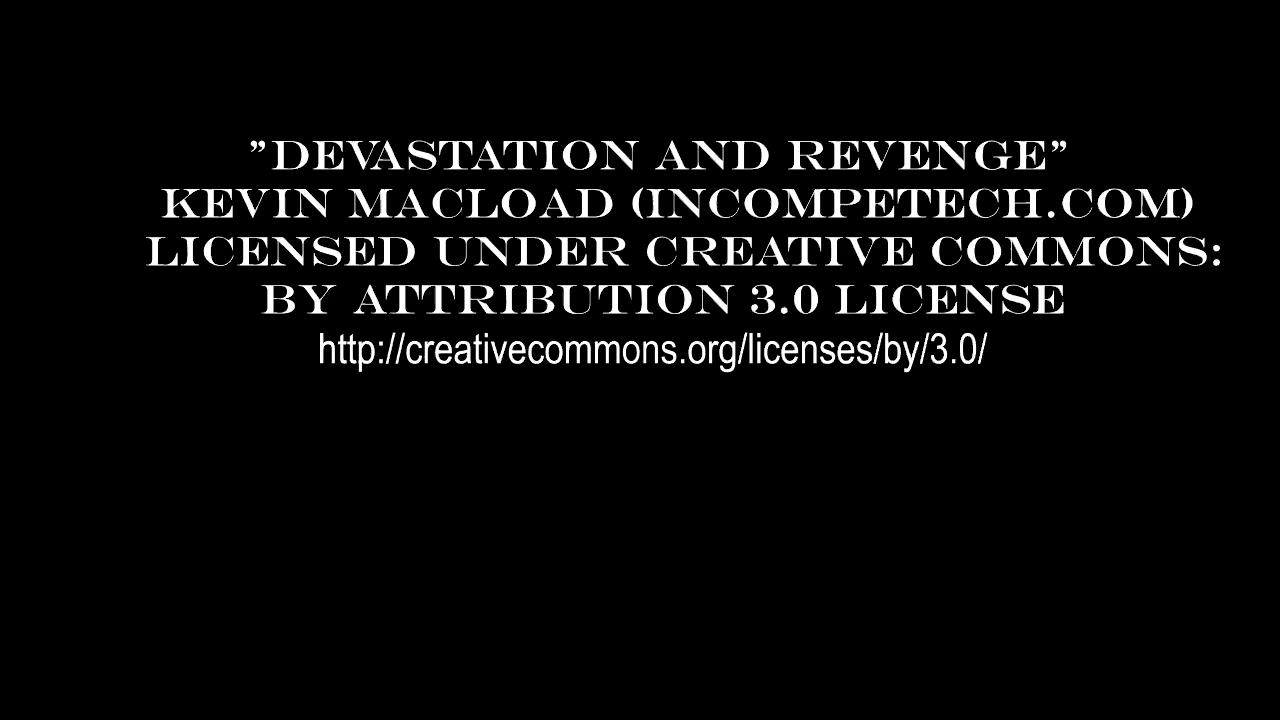 "DEVASTATION AND REVENGE"
KEVIN MACLOAD (INCOMPETECH.COM)
LICENSED UNDER CREATIVE COMMONS:
BY ATTRIBUTION 3.0 LICENSE
http://creativecommons.org/licenses/by/3.0/